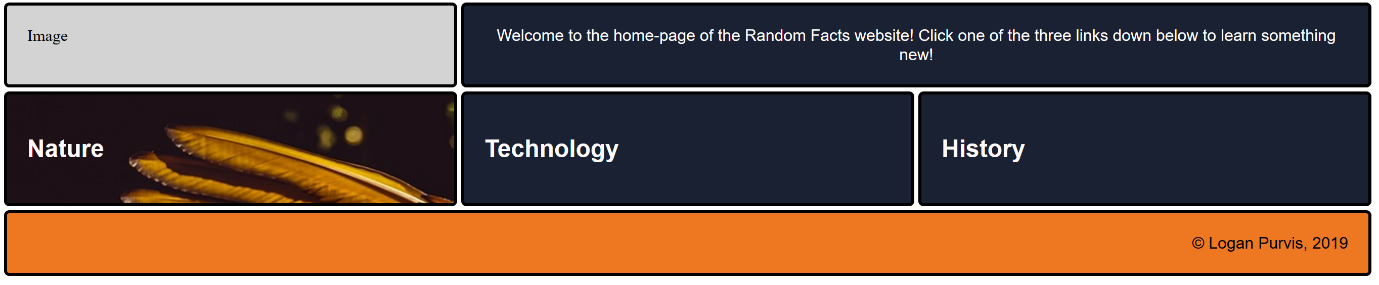 Image
Welcome to the home-page of the Random Facts website! Click one of the three links down below to learn something
new!
Nature
Technology
History
© Logan Purvis, 2019